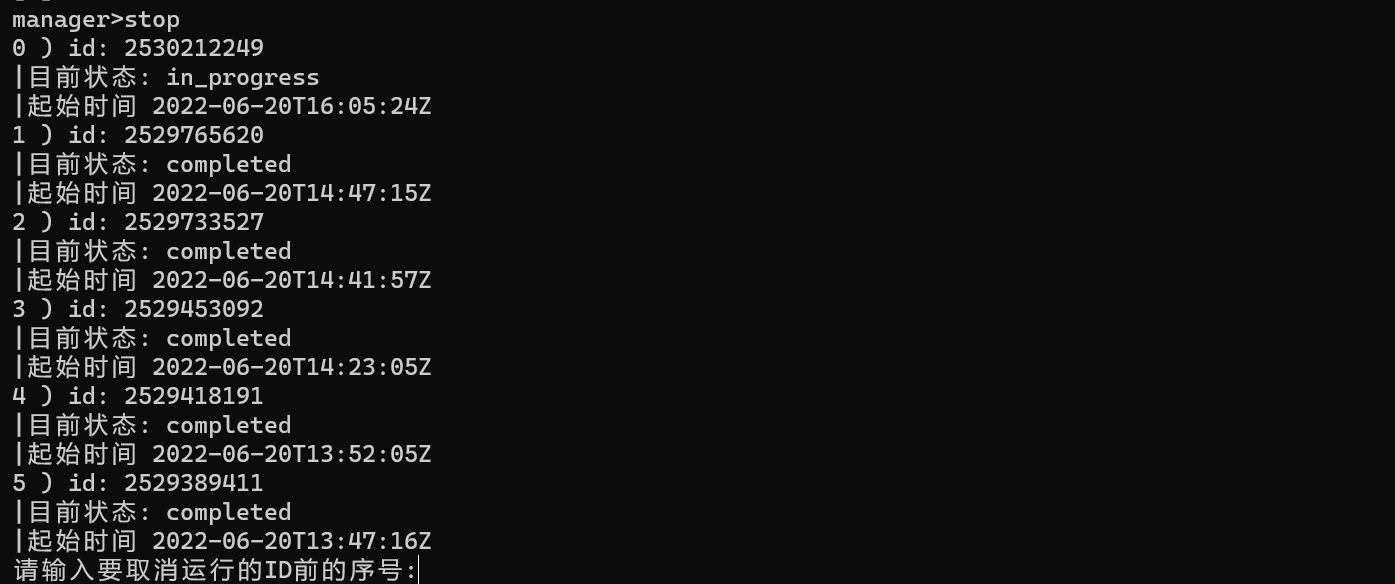 manager>stop
0 ) id: 2530212249
|目前状态: in_progress
|起始时间 2022-06-20T16:05:24Z
1 ) id: 2529765620
|目前状态: completed
|起始时间 2022-06-20T14:47:15Z
2 ) id: 2529733527
|目前状态: completed
|起始时间 2022-06-20T14:41:57Z
3 ) id: 2529453092
|目前状态: completed
|起始时间 2022-06-20T14:23:05Z
4 ) id: 2529418191
|目前状态: completed
|起始时间 2022-06-20T13:52:05Z
5 ) id: 2529389411
|目前状态: completed
|起始时间 2022-06-20T13:47:16Z
请输入要取消运行的ID前的序号: